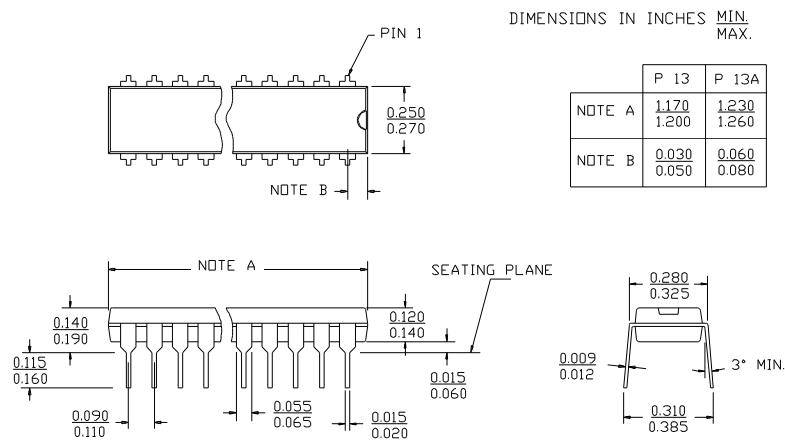 DIMENSIONS IN INCHES MIN.
MAX.
PIN 1
P 13 P 13A
NOTE A 1.170 1.230
1.200 1.260
NOTE B 0.030 0.060
0.050 0.080
0.250
0.270
NOTE B
NOTE A
SEATING PLANE
0.280
0.325
0.140
0.190
0.120
0.140
0.115
0.160
0.015
0.060
0.009
0.012
3° MIN.
0.090
0.110
0.055
0.065
0.015
0.020
0.310
0.385